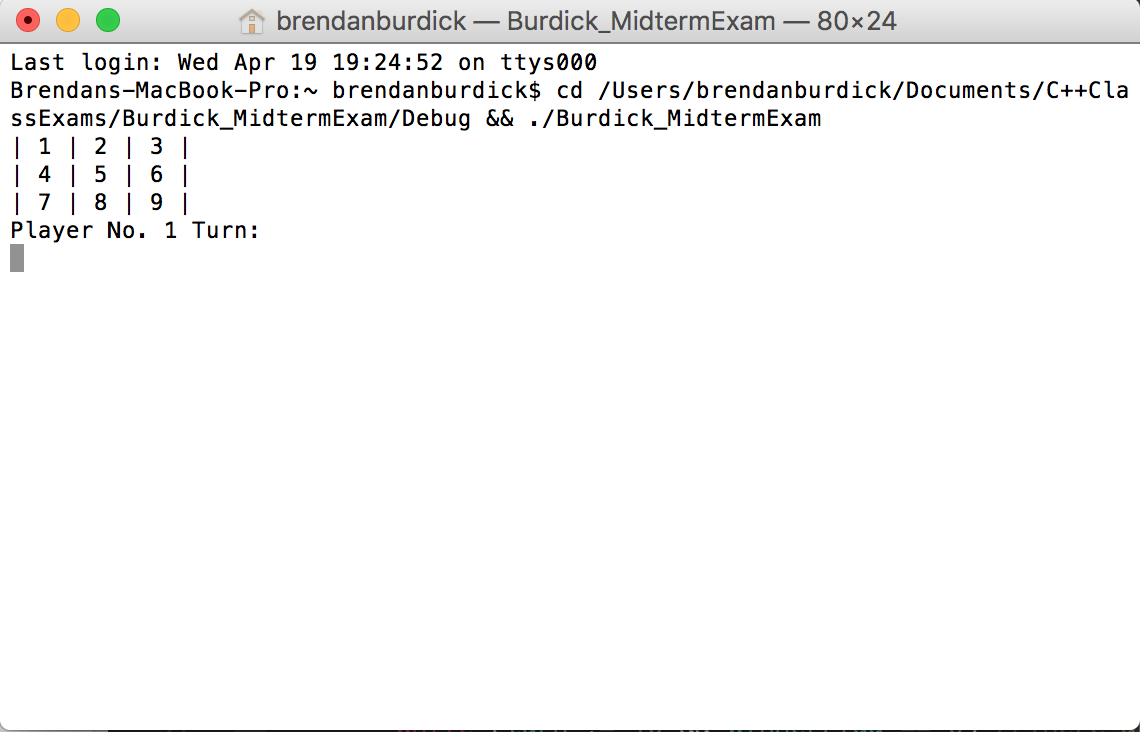 brendanburdick — Burdick_MidtermExam — 80×24
Last login: Wed Apr 19 19:24:52 on ttys000
Brendans-MacBook-Pro:~ brendanburdick$ cd /Users/brendanburdick/Documents/C++Cla
ssExams/Burdick_MidtermExam/Debug && ./Burdick_MidtermExam
| 1 | 2 | 3 |
| 4 | 5 | 6 |
| 7 | 8 | 9 |
Player No. 1 Turn: